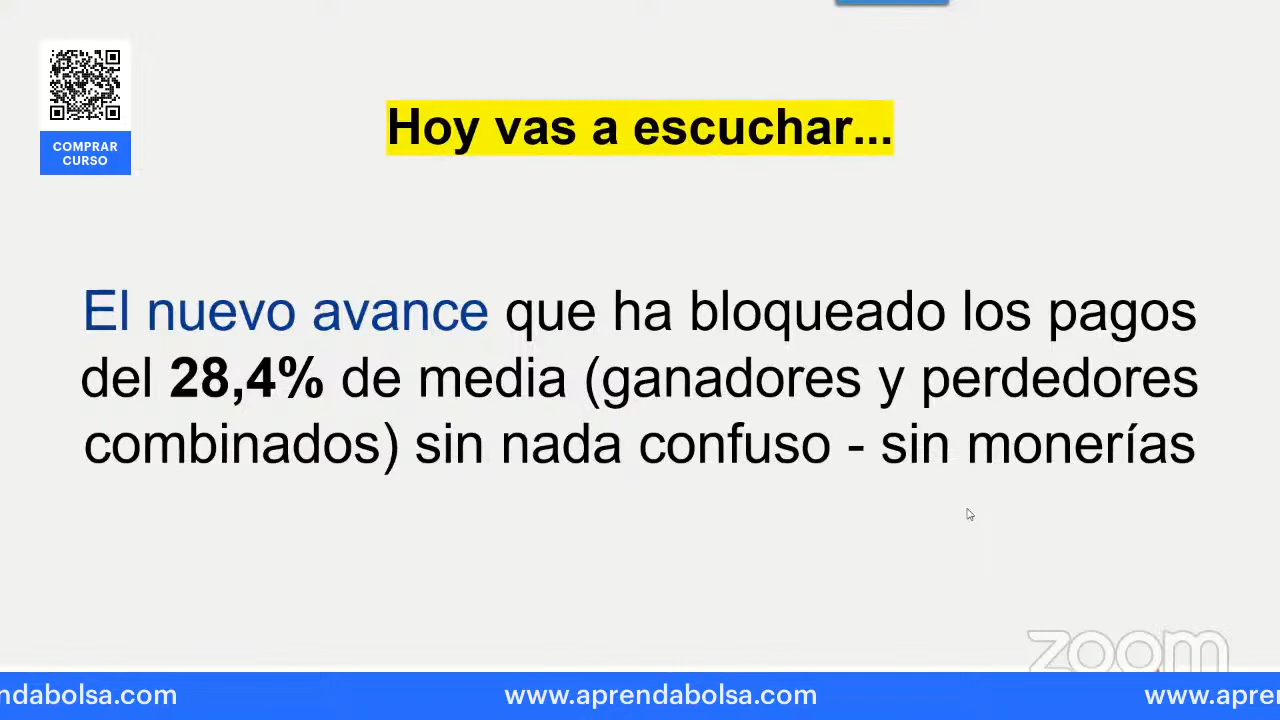 COMPRAR
CURSO
Hoy vas a escuchar...
El nuevo avance que ha bloqueado los pagos
del 28,4% de media (ganadores y perdedores
combinados) sin nada confuso - sin monerías
zoom
ndabolsa.com www.aprendabolsa.com www.apren